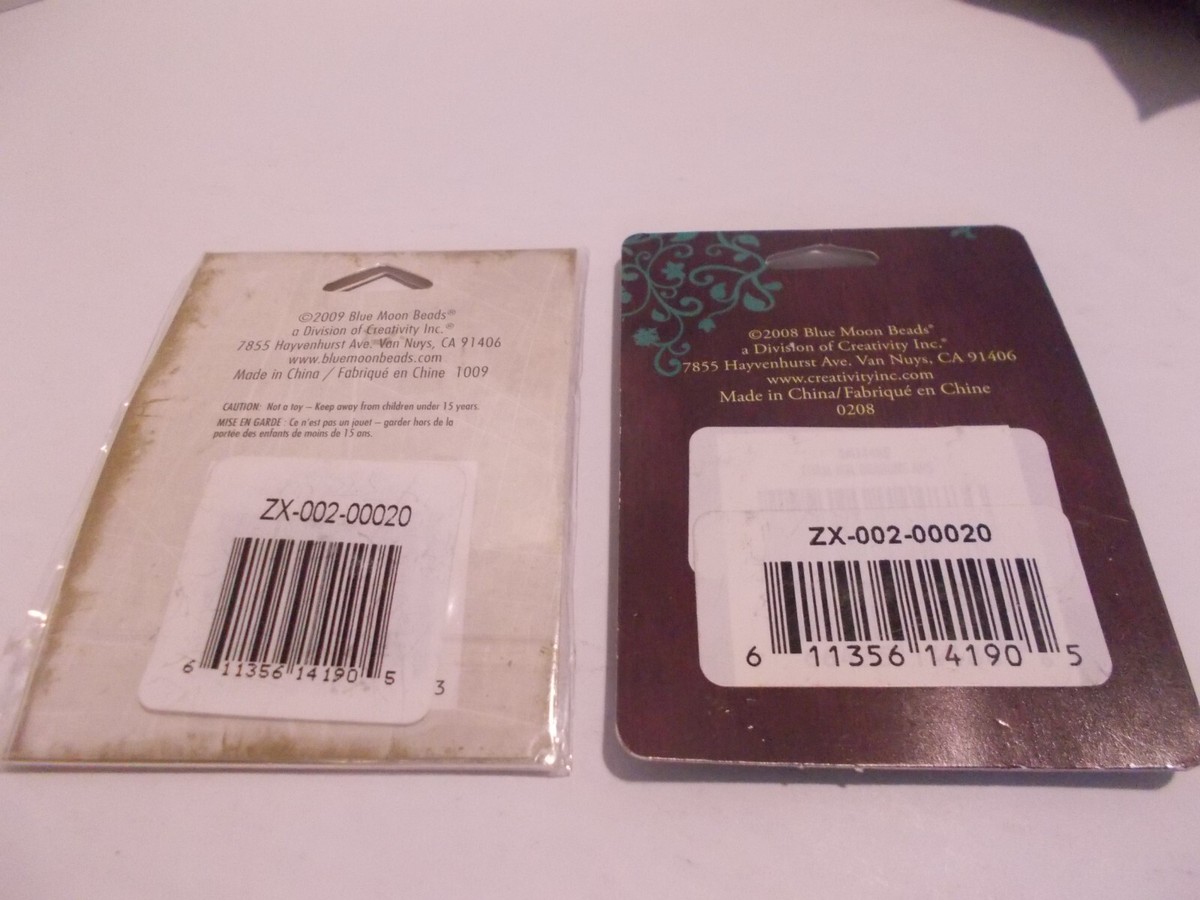 ©2009 Blue Moon Beads®
a Division of Creativity Inc.®
7855 Hayvenhurst Ave. Van Nuys, CA 91406
www.bluemoonbeads.com
Made in China / Fabriqué en Chine 1009
CAUTION: Not a toy – Keep away from children under 15 years.
MISE EN GARDE : Ce n'est pas un jouet – garder hors de la
portée des enfants de moins de 15 ans.
ZX-002-00020
6 11356 14190 5
3
©2008 Blue Moon Beads®
a Division of Creativity Inc.®
7855 Hayvenhurst Ave. Van Nuys, CA 91406
www.creativityinc.com
Made in China/Fabriqué en Chine
0208
ZX-002-00020
6 11356 14190 5